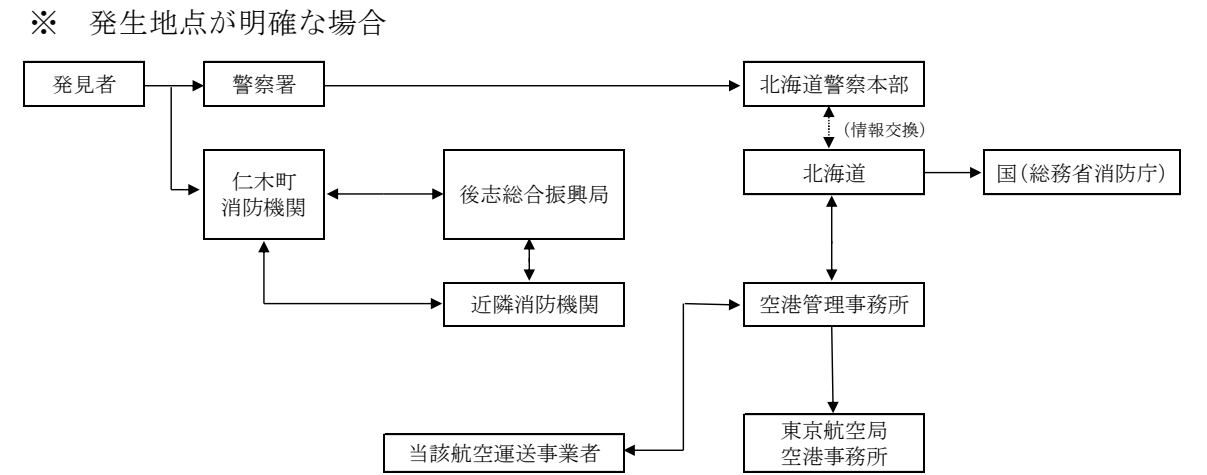 ※　発生地点が明確な場合
発見者
警察署
北海道警察本部
（情報交換）
仁木町
消防機関
後志総合振興局
北海道
国（総務省消防庁）
近隣消防機関
空港管理事務所
当該航空運送事業者
東京航空局
空港事務所